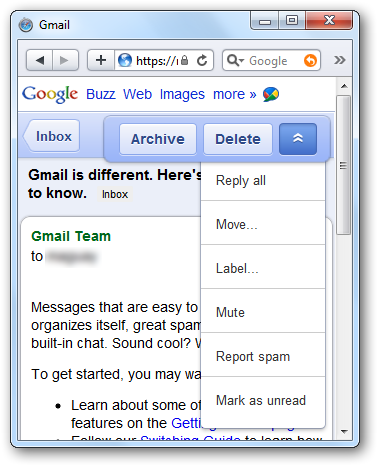 Gmail
https://
Google
Google Buzz Web Images more »
Inbox Archive Delete
Gmail is different. Here's
to know. Inbox
Reply all
Move...
Label...
Mute
Report spam
Mark as unread
Gmail Team
to
Messages that are easy to
organizes itself, great spam
built-in chat. Sound cool?
To get started, you may
• Learn about some of
features on the
Follow our Switching Guide to learn how